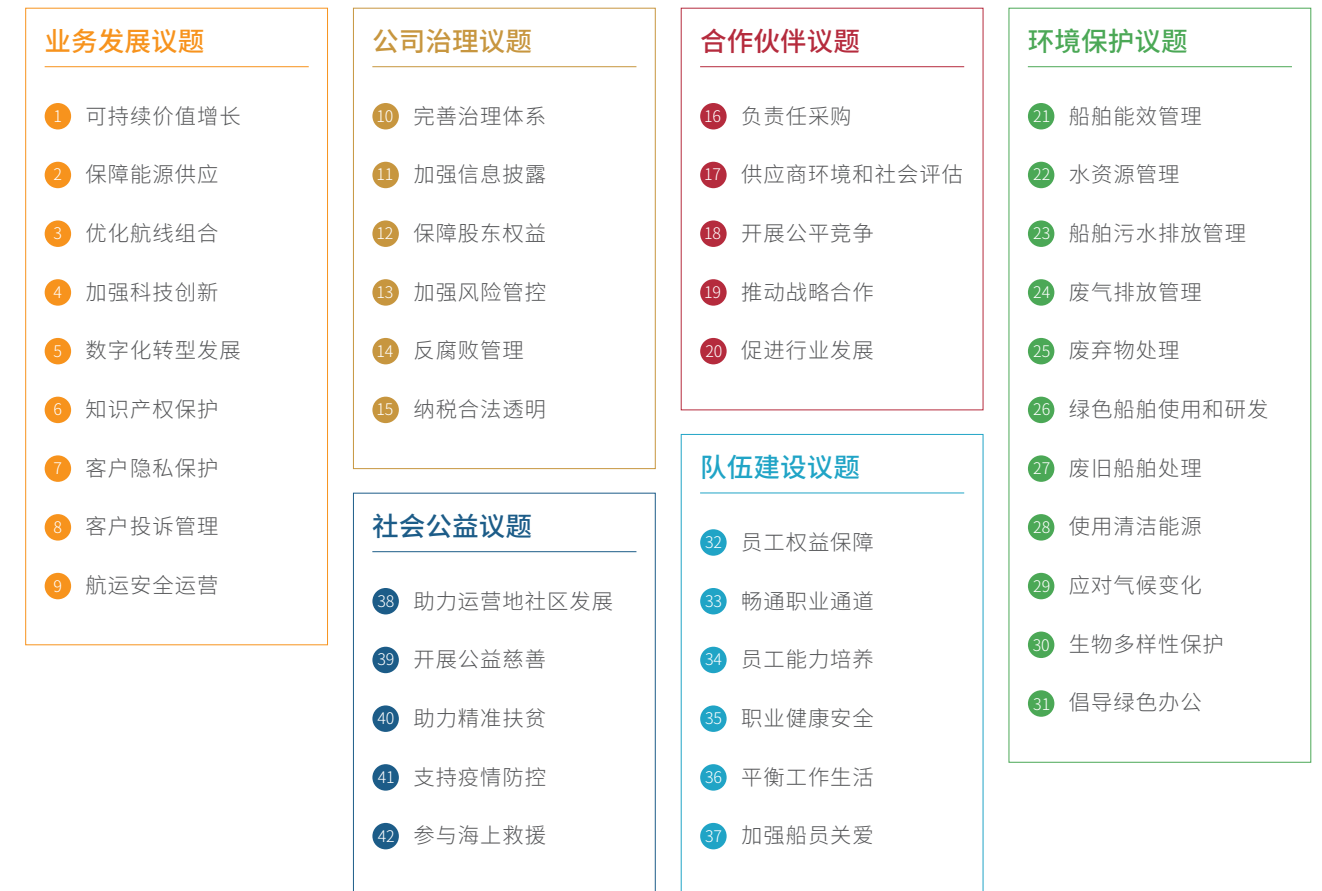 业务发展议题
1 可持续价值增长
2 保障能源供应
3 优化航线组合
4 加强科技创新
5 数字化转型发展
6 知识产权保护
7 客户隐私保护
8 客户投诉管理
9 航运安全运营
公司治理议题
10 完善治理体系
11 加强信息披露
12 保障股东权益
13 加强风险管控
14 反腐败管理
15 纳税合法透明
合作伙伴议题
16 负责任采购
17 供应商环境和社会评估
18 开展公平竞争
19 推动战略合作
20 促进行业发展
环境保护议题
21 船舶能效管理
22 水资源管理
23 船舶污水排放管理
24 废气排放管理
25 废弃物处理
26 绿色船舶使用和研发
27 废旧船舶处理
28 使用清洁能源
29 应对气候变化
30 生物多样性保护
31 倡导绿色办公
队伍建设议题
32 员工权益保障
33 畅通职业通道
34 员工能力培养
35 职业健康安全
36 平衡工作生活
37 加强船员关爱
社会公益议题
38 助力运营地社区发展
39 开展公益慈善
40 助力精准扶贫
41 支持疫情防控
42 参与海上救援